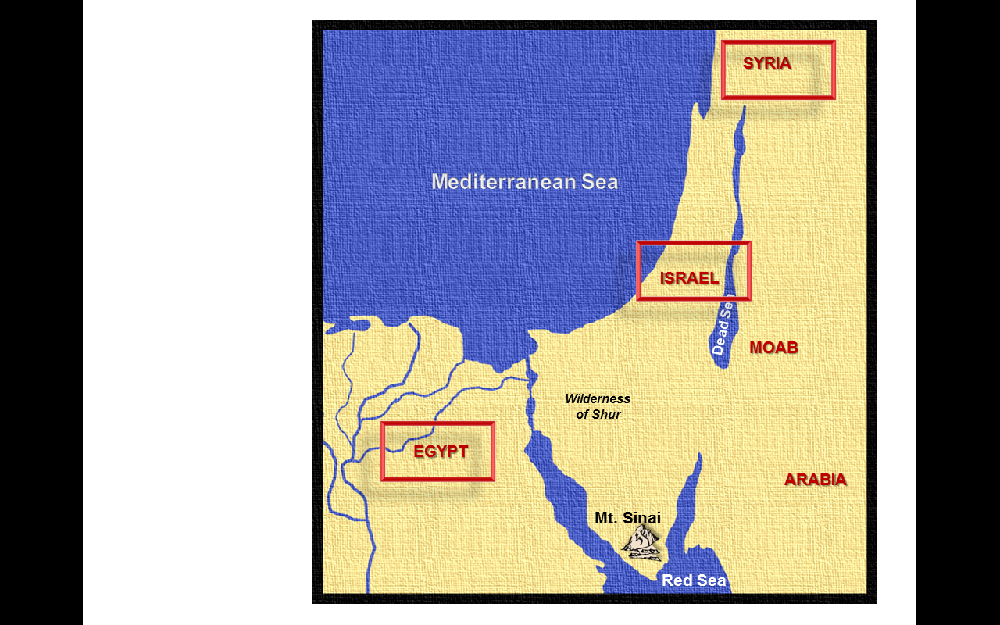 SYRIA
Mediterranean Sea
ISRAEL
Dead Sea
MOAB
Wilderness
of Shur
EGYPT
ARABIA
Mt. Sinai
Red Sea